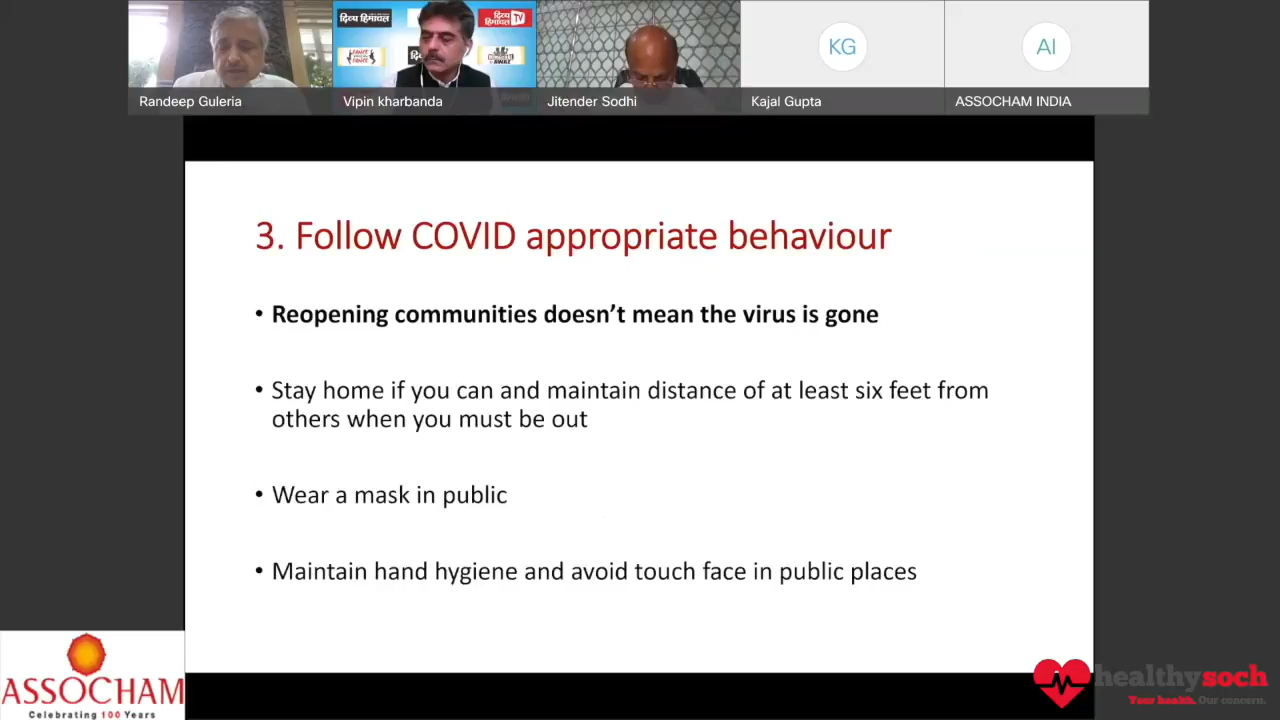 दिव्य हिमाचल
दिव्य हिमाचल TV
Randeep Guleria
Vipin kharbanda
Jitender Sodhi
KG
Kajal Gupta
AI
ASSOCHAM INDIA
3. Follow COVID appropriate behaviour
• Reopening communities doesn’t mean the virus is gone
• Stay home if you can and maintain distance of at least six feet from
others when you must be out
• Wear a mask in public
• Maintain hand hygiene and avoid touch face in public places
ASSOCHAM
Celebrating 100 Years
healthysoch
Your health. Our concern.